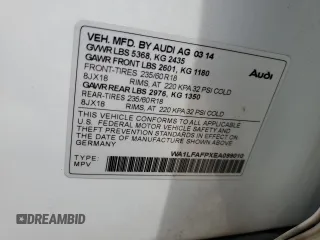 VEH. MFD. BY AUDI AG 03 14
GVWR LBS 5368, KG 2435
GAWR FRONT LBS 2601, KG 1180
FRONT-TIRES 235/60R18
8JX18 RIMS, AT 220 KPA 32 PSI COLD
GAWR REAR LBS 2976, KG 1350
REAR-TIRES 235/60R18
8JX18 RIMS, AT 220 KPA 32 PSI COLD
Audi
THIS VEHICLE CONFORMS TO ALL APPLICABLE
U.S. FEDERAL MOTOR VEHICLE SAFETY AND
THEFT PREVENTION STANDARDS IN EFFECT ON THE
DATE OF MANUFACTURE SHOWN ABOVE
GERMANY
TYPE: WA1LFAFPXEA099010
MPV
DREAMBID
DREAMBID.COM